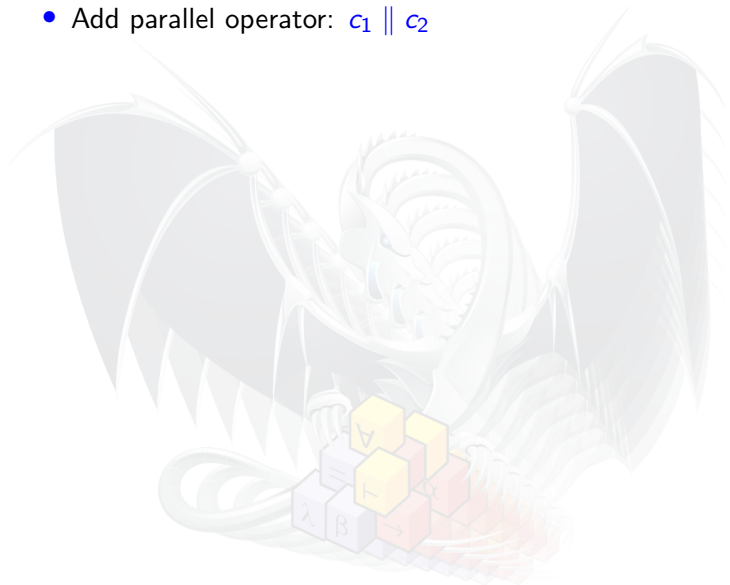 • Add parallel operator: c₁ ∥ c₂
∀
=
⊢
α
λ
β
→